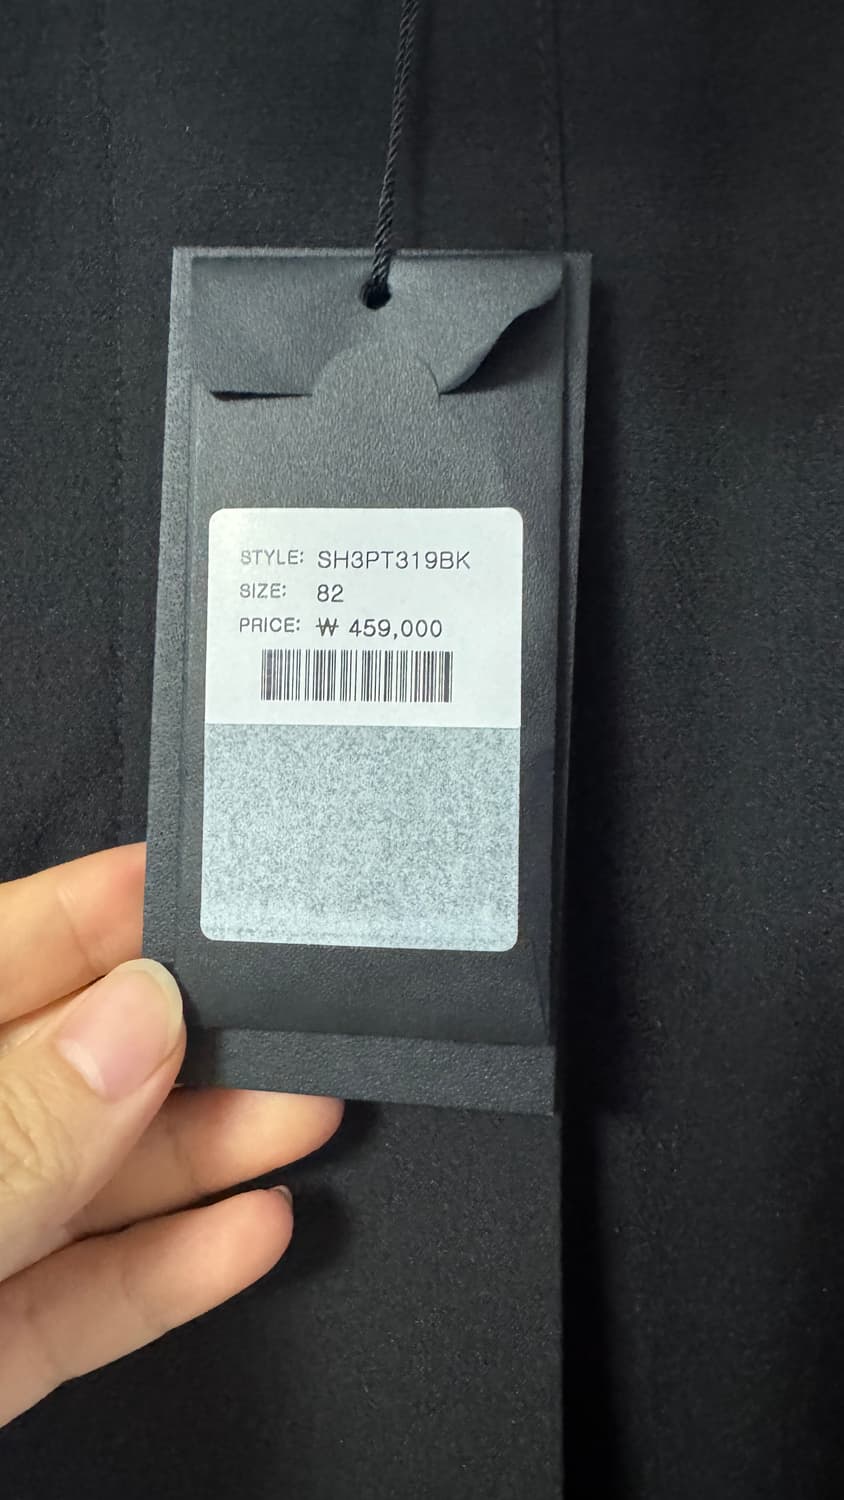 STYLE: SH3PT319BK
SIZE: 82
PRICE: ₩ 459,000